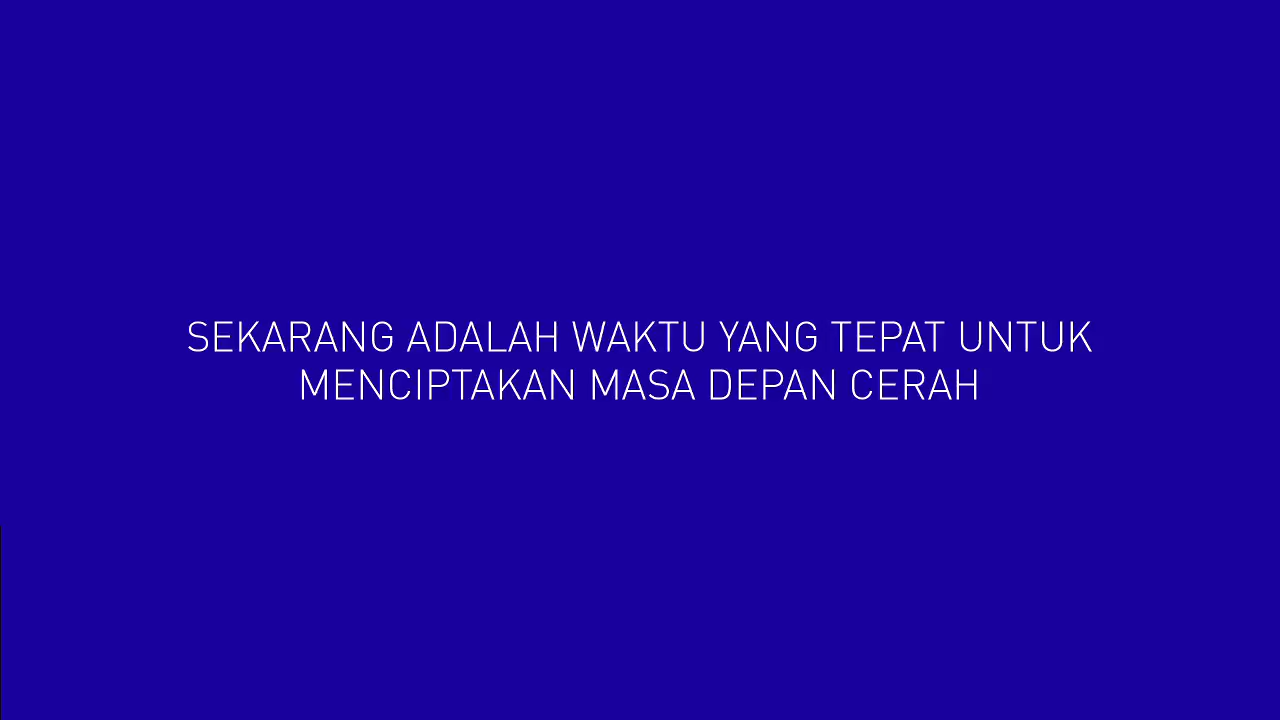 SEKARANG ADALAH WAKTU YANG TEPAT UNTUK
MENCIPTAKAN MASA DEPAN CERAH